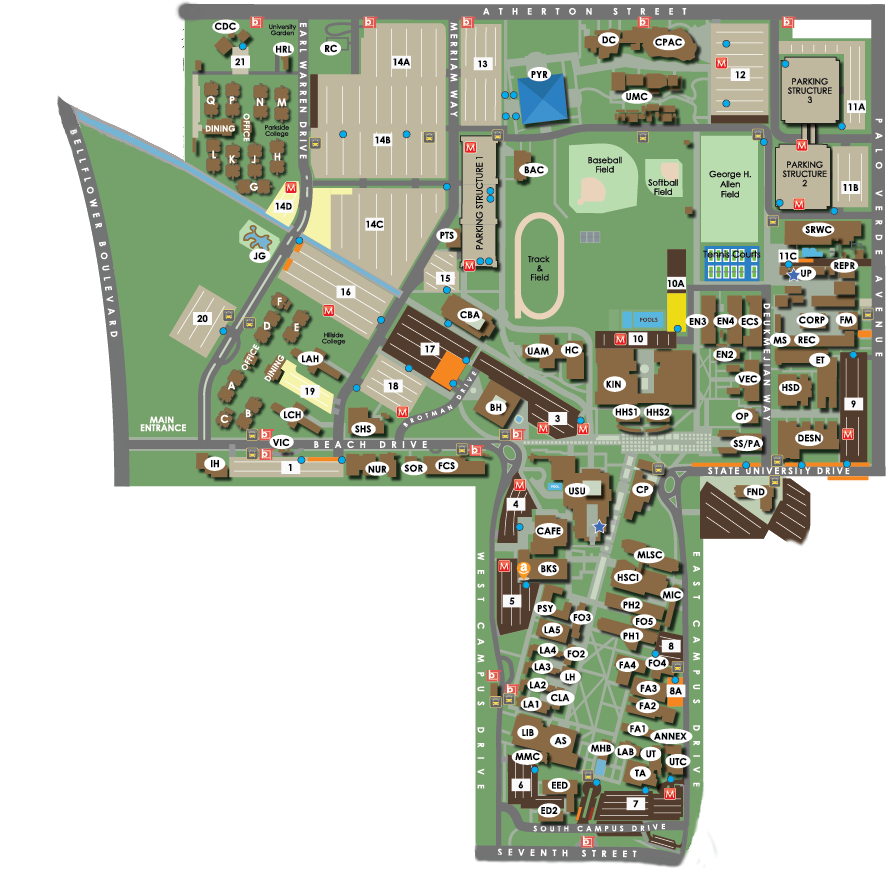 ATHERTON STREET
CDC
b
University
Garden
HRL
21
EARL WARREN DRIVE
RC
b
14A
MERRIAM WAY
b
13
PYR
DC
CPAC
b
UMC
M
12
b
PARKING
STRUCTURE
3
11A
PALO VERDE AVENUE
Q
P
N
M
DINING
OFFICE
Parkside
College
L
K
J
H
G
M
14D
14B
14C
M
PARKING STRUCTURE 1
M
BAC
Baseball
Field
Softball
Field
George H.
Allen
Field
M
PARKING
STRUCTURE
2
M
11B
BELLFLOWER BOULEVARD
JG
PTS
15
Track
&
Field
Tennis Courts
SRWC
11C
UP
REPR
10A
16
M
20
F
D
E
Hillside
College
OFFICE
DINING
A
B
C
LAH
19
LCH
CBA
17
18
M
BROTMAN DRIVE
SHS
BH
UAM
HC
POOLS
M
10
KIN
HHS1
HHS2
3
M
M
EN3
EN4
ECS
EN2
VEC
OP
SS/PA
DEUKMEJIAN WAY
CORP
FM
MS
REC
ET
HSD
9
M
DESN
MAIN
ENTRANCE
b
VIC
b
BEACH DRIVE
b
b
IH
1
NUR
SOR
FCS
STATE UNIVERSITY DRIVE
FND
M
4
POOL
USU
CP
CAFE
M
a
BKS
5
WEST CAMPUS DRIVE
EAST CAMPUS DRIVE
MLSC
HSCI
MIC
PSY
FO3
PH2
FO5
LA5
PH1
8
LA4
FO2
FA4
FO4
LA3
LH
b
b
LA2
CLA
FA3
8A
LA1
FA2
LIB
AS
FA1
ANNEX
MHB
LAB
UT
MMC
UTC
TA
6
EED
M
7
ED2
SOUTH CAMPUS DRIVE
b
SEVENTH STREET